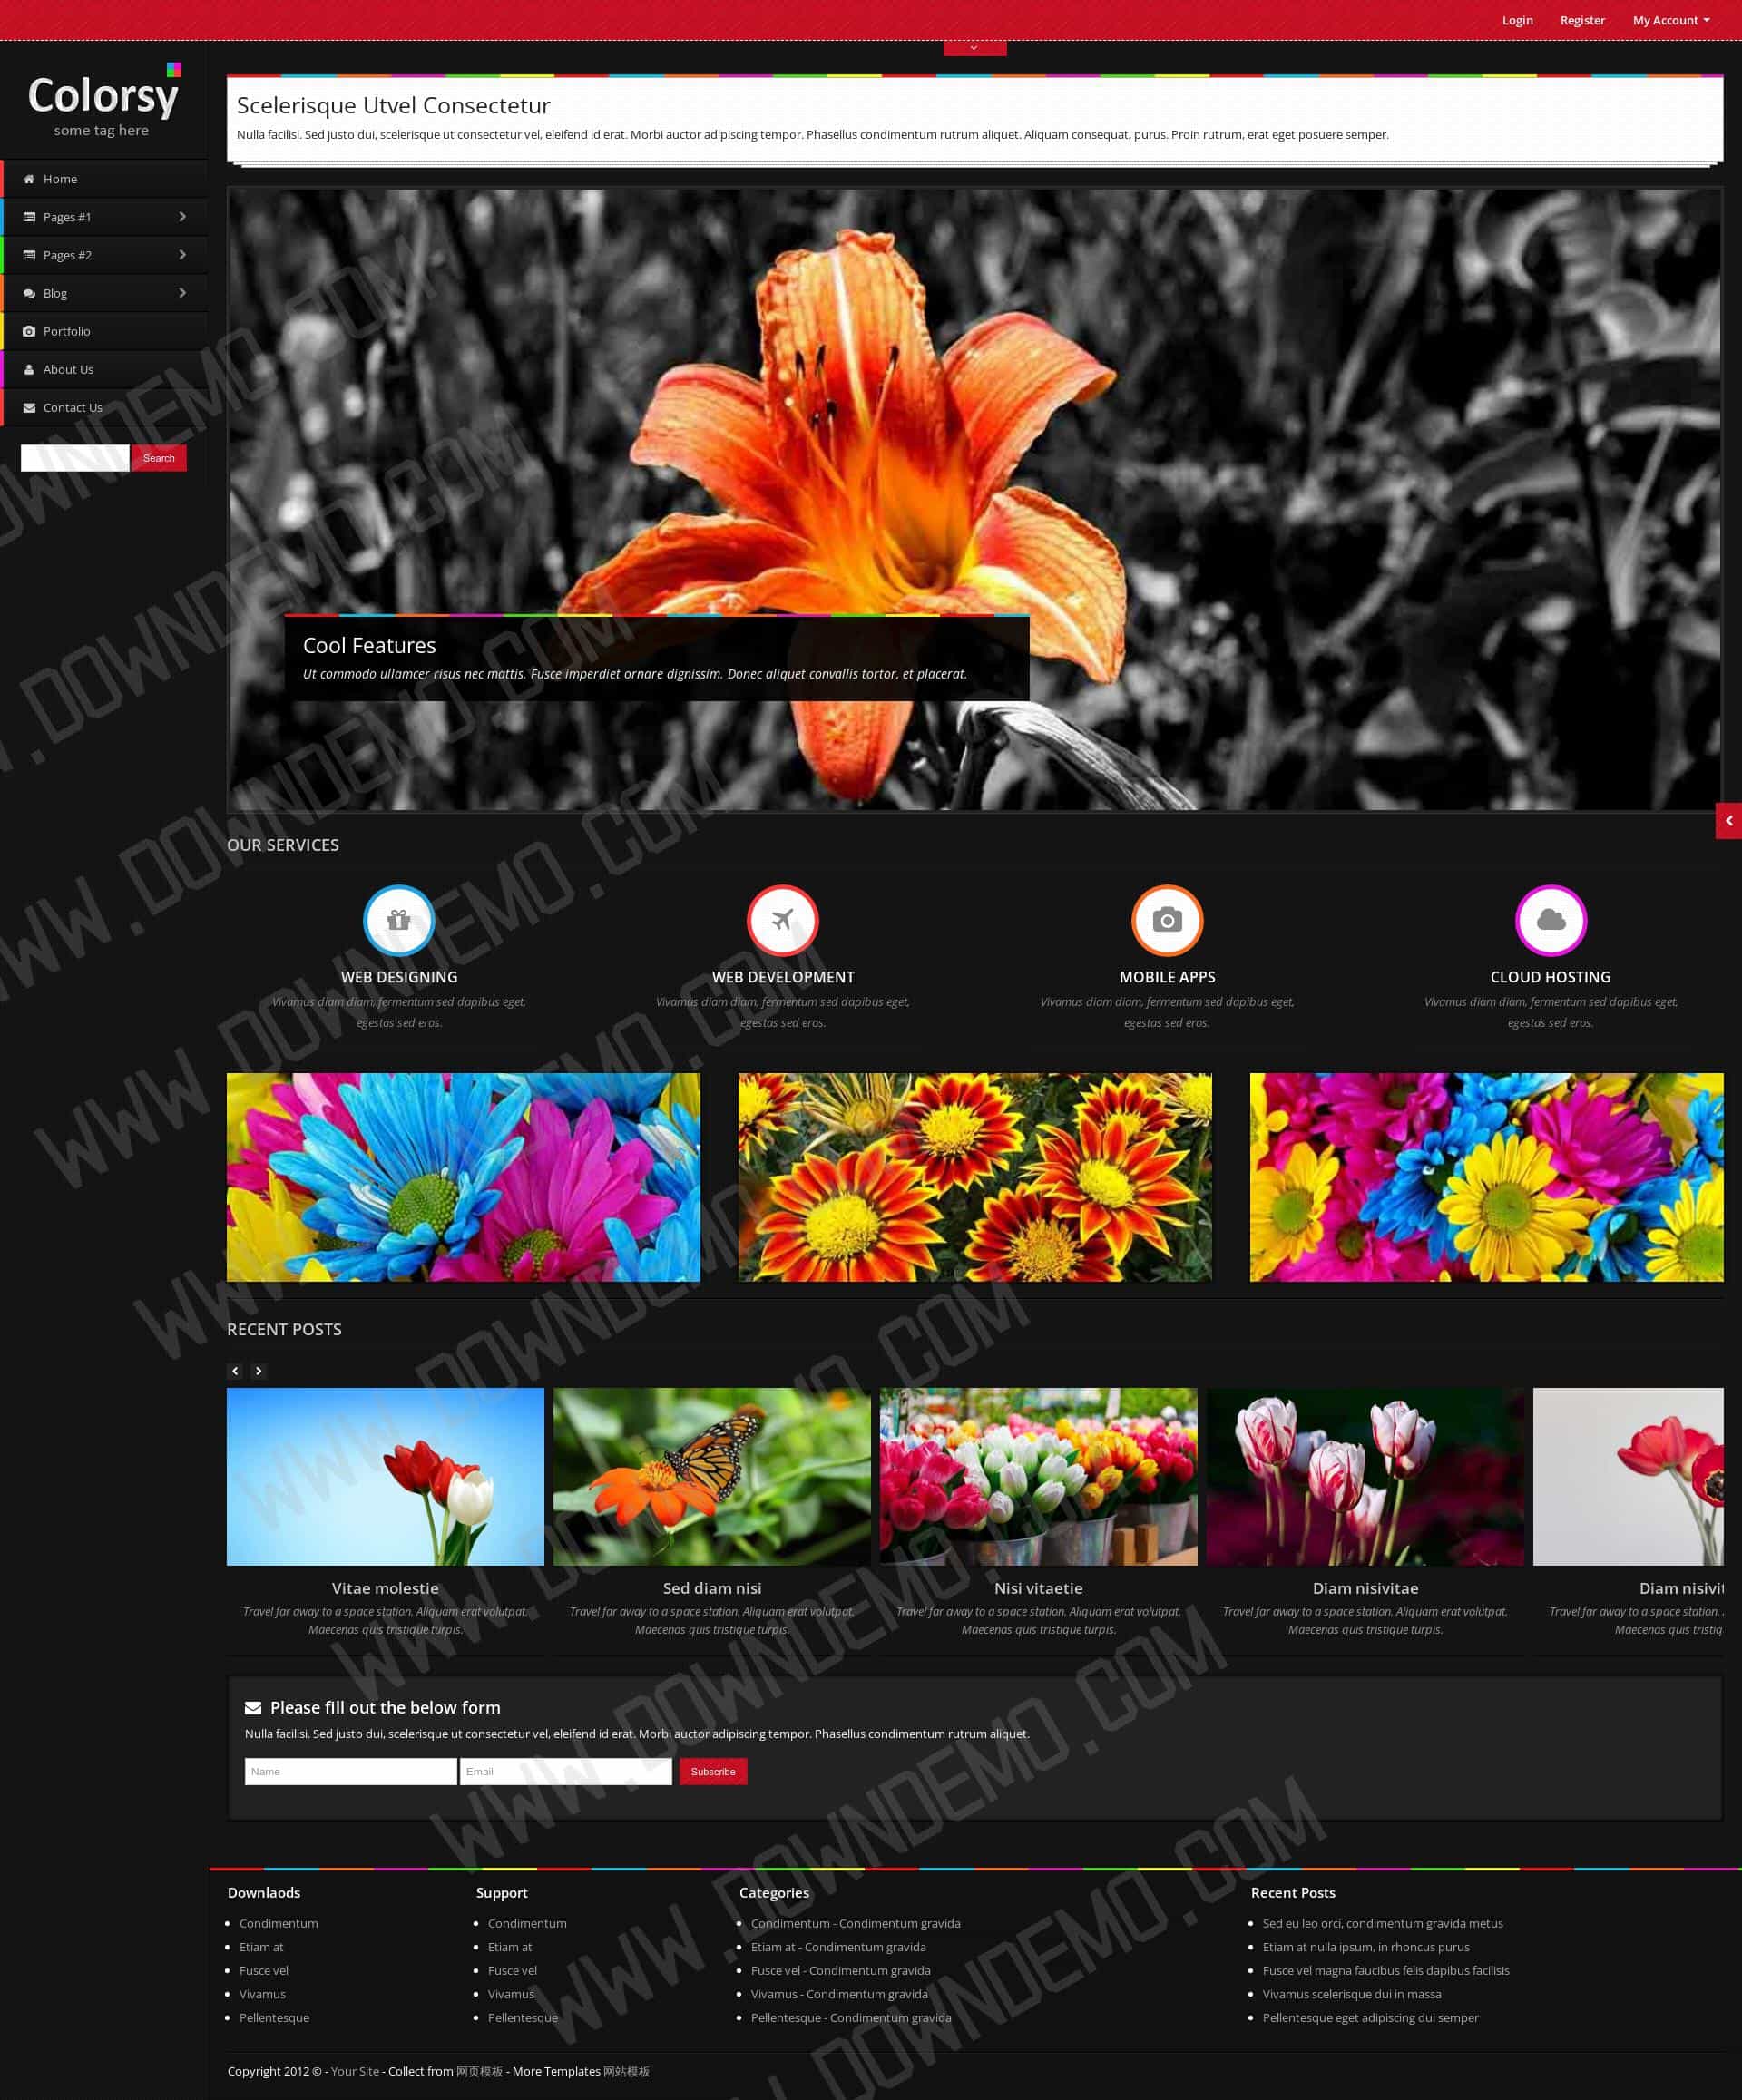 Login Register My Account
Colorsy
some tag here
Home
Pages #1
Pages #2
Blog
Portfolio
About Us
Contact Us
Search
Scelerisque Utvel Consectetur
Nulla facilisi. Sed justo dui, scelerisque ut consectetur vel, eleifend id erat. Morbi auctor adipiscing tempor. Phasellus condimentum rutrum aliquet. Aliquam consequat, purus. Proin rutrum, erat eget posuere semper.
Cool Features
Ut commodo ullamcer risus nec mattis. Fusce imperdiet ornare dignissim. Donec aliquet convallis tortor, et placerat.
OUR SERVICES
WEB DESIGNING
Vivamus diam diam, fermentum sed dapibus eget,
egestas sed eros.
WEB DEVELOPMENT
Vivamus diam diam, fermentum sed dapibus eget,
egestas sed eros.
MOBILE APPS
Vivamus diam diam, fermentum sed dapibus eget,
egestas sed eros.
CLOUD HOSTING
Vivamus diam diam, fermentum sed dapibus eget,
egestas sed eros.
RECENT POSTS
Vitae molestie
Travel far away to a space station. Aliquam erat volutpat.
Maecenas quis tristique turpis.
Sed diam nisi
Travel far away to a space station. Aliquam erat volutpat.
Maecenas quis tristique turpis.
Nisi vitaetie
Travel far away to a space station. Aliquam erat volutpat.
Maecenas quis tristique turpis.
Diam nisivitae
Travel far away to a space station. Aliquam erat volutpat.
Maecenas quis tristique turpis.
Diam nisivit
Travel far away to a space station.
Maecenas quis tristiq
Please fill out the below form
Nulla facilisi. Sed justo dui, scelerisque ut consectetur vel, eleifend id erat. Morbi auctor adipiscing tempor. Phasellus condimentum rutrum aliquet.
Name Email Subscribe
Downlaods
Condimentum
Etiam at
Fusce vel
Vivamus
Pellentesque
Support
Condimentum
Etiam at
Fusce vel
Vivamus
Pellentesque
Categories
Condimentum - Condimentum gravida
Etiam at - Condimentum gravida
Fusce vel - Condimentum gravida
Vivamus - Condimentum gravida
Pellentesque - Condimentum gravida
Recent Posts
Sed eu leo orci, condimentum gravida metus
Etiam at nulla ipsum, in rhoncus purus
Fusce vel magna faucibus felis dapibus facilisis
Vivamus scelerisque dui in massa
Pellentesque eget adipiscing dui semper
Copyright 2012 © - Your Site - Collect from 网页模板 - More Templates 网站模板
WWW.DOWNDEMO.COM